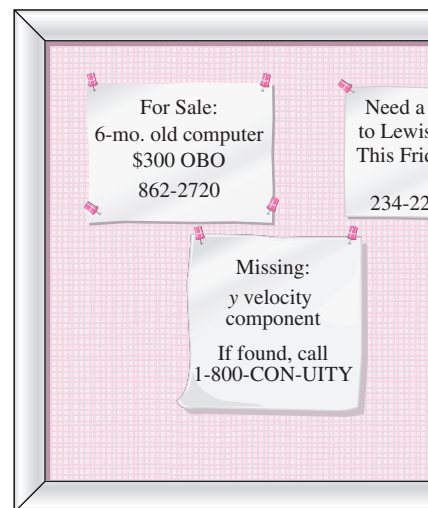 For Sale:
6-mo. old computer
$300 OBO
862-2720
Need a
to Lewis
This Frid
234-22
Missing:
y velocity
component
If found, call
1-800-CON-UITY